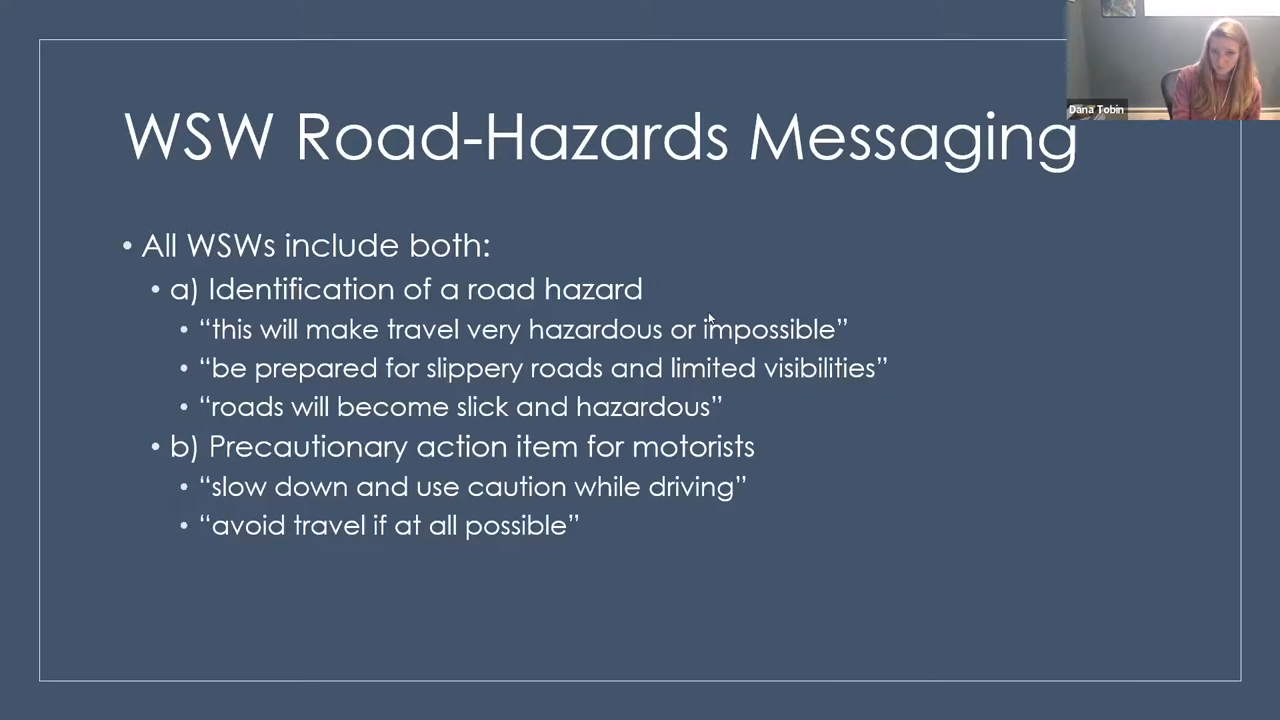 Dana Tobin
WSW Road-Hazards Messaging
• All WSWs include both:
• a) Identification of a road hazard
• “this will make travel very hazardous or impossible”
• “be prepared for slippery roads and limited visibilities”
• “roads will become slick and hazardous”
• b) Precautionary action item for motorists
• “slow down and use caution while driving”
• “avoid travel if at all possible”